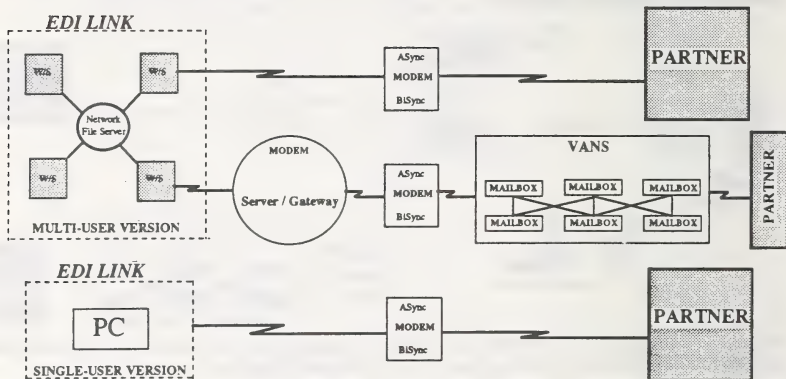 EDI LINK
W/S
W/S
Network
File Server
W/S
W/S
MULTI-USER VERSION
ASync
MODEM
BiSync
PARTNER
MODEM
Server / Gateway
ASync
MODEM
BiSync
VANS
MAILBOX MAILBOX MAILBOX
MAILBOX MAILBOX MAILBOX
PARTNER
EDI LINK
PC
SINGLE-USER VERSION
ASync
MODEM
BiSync
PARTNER